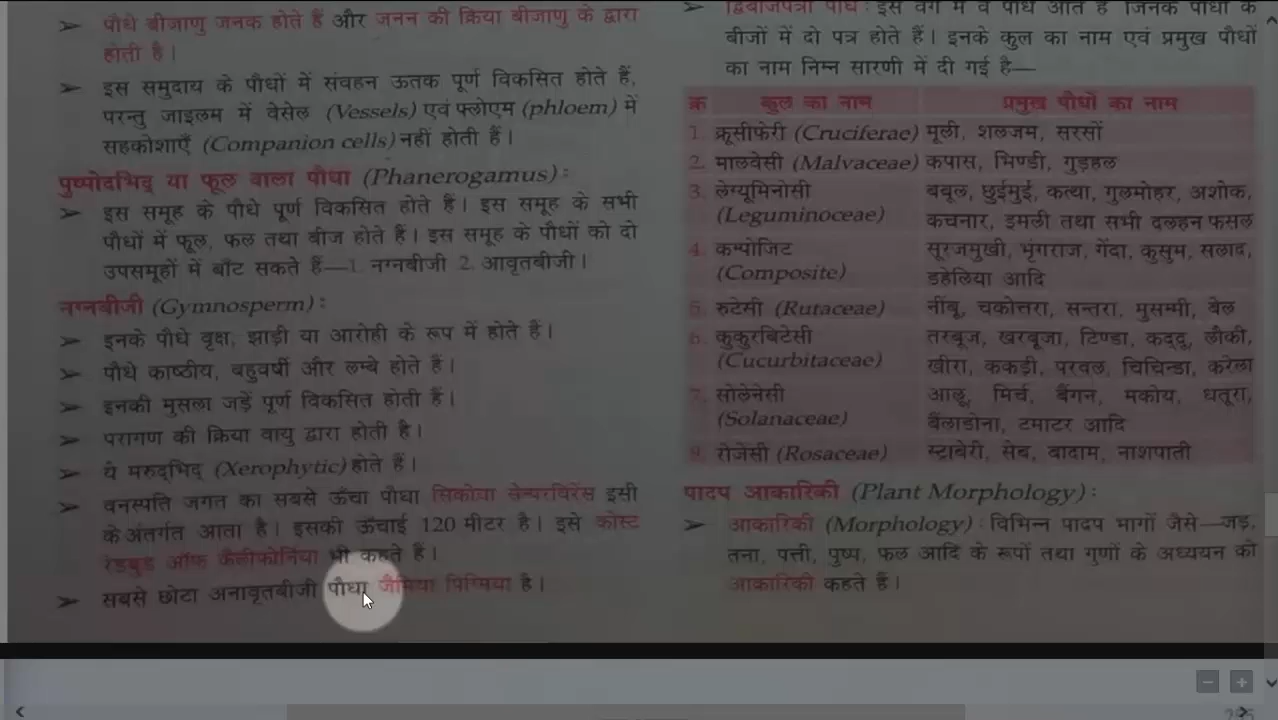 ➢ पौधे बीजाणु जनक होते हैं और जनन की क्रिया बीजाणु के द्वारा
होती है।
➢ इस समुदाय के पौधों में संवहन ऊतक पूर्ण विकसित होते हैं,
परन्तु जाइलम में वेसेल (Vessels) एवं फ्लोएम (phloem) में
सहकोशाएँ (Companion cells) नहीं होती हैं।
पुष्पोदभिद् या फूल वाला पौधा (Phanerogamus) :
➢ इस समूह के पौधे पूर्ण विकसित होते हैं। इस समूह के सभी
पौधों में फूल, फल तथा बीज होते हैं। इस समूह के पौधों को दो
उपसमूहों में बाँट सकते हैं—1. नग्नबीजी 2. आवृतबीजी।
नग्नबीजी (Gymnosperm) :
➢ इनके पौधे वृक्ष, झाड़ी या आरोही के रूप में होते हैं।
➢ पौधे काष्ठीय, बहुवर्षी और लम्बे होते हैं।
➢ इनकी मुसला जड़ें पूर्ण विकसित होती हैं।
➢ परागण की क्रिया वायु द्वारा होती है।
➢ ये मरुद्भिद् (Xerophytic) होते हैं।
➢ वनस्पति जगत का सबसे ऊँचा पौधा सिकोया सेम्परविरेंस इसी
के अंतर्गत आता है। इसकी ऊँचाई 120 मीटर है। इसे कोस्ट
रेडबुड ऑफ कैलीफोर्निया भी कहते हैं।
➢ सबसे छोटा अनावृतबीजी पौधा जैमिया पिग्मिया है।
➢ द्विबीजपत्री पौधे : इस वर्ग में वे पौधे आते हैं जिनके पौधों के
बीजों में दो पत्र होते हैं। इनके कुल का नाम एवं प्रमुख पौधों
का नाम निम्न सारणी में दी गई है—
क्र कुल का नाम प्रमुख पौधों का नाम
1. क्रूसीफेरी (Cruciferae) मूली, शलजम, सरसों
2. मालवेसी (Malvaceae) कपास, भिण्डी, गुड़हल
3. लेग्यूमिनोसी बबूल, छुईमुई, कत्था, गुलमोहर, अशोक,
(Leguminoceae) कचनार, इमली तथा सभी दलहन फसल
4. कम्पोजिट सूरजमुखी, भृंगराज, गेंदा, कुसुम, सलाद,
(Composite) डहेलिया आदि
5. रुटेसी (Rutaceae) नींबू, चकोत्तरा, सन्तरा, मुसम्मी, बेल
6. कुकुरबिटेसी तरबूज, खरबूजा, टिण्डा, कद्दू, लौकी,
(Cucurbitaceae) खीरा, ककड़ी, परवल, चिचिन्डा, करेला
7. सोलेनेसी आलू, मिर्च, बैंगन, मकोय, धतूरा,
(Solanaceae) बैंलाडोना, टमाटर आदि
8. रोजेसी (Rosaceae) स्ट्राबेरी, सेब, बादाम, नाशपाती
पादप आकारिकी (Plant Morphology) :
➢ आकारिकी (Morphology) : विभिन्न पादप भागों जैसे—जड़,
तना, पत्ती, पुष्प, फल आदि के रूपों तथा गुणों के अध्ययन को
आकारिकी कहते हैं।